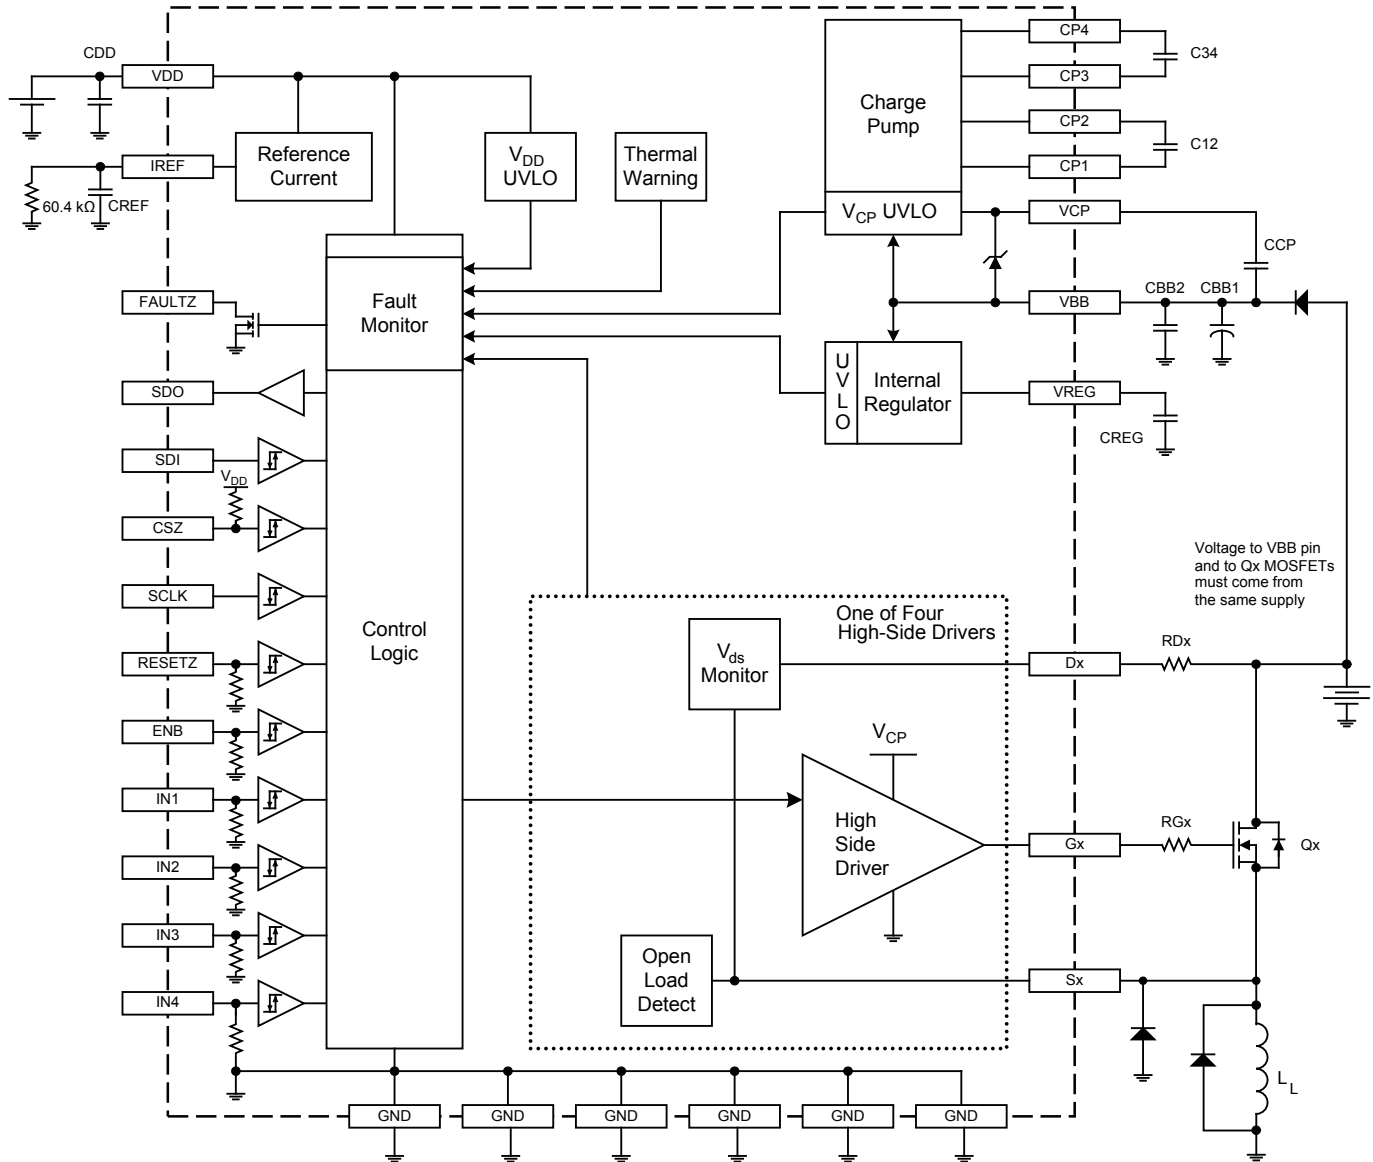 CDD
VDD
IREF
60.4 kΩ
CREF
Reference
Current
VDD
UVLO
Thermal
Warning
Charge
Pump
VCP UVLO
CP4
CP3
CP2
CP1
VCP
VBB
VREG
C34
C12
CCP
CBB2
CBB1
CREG
UVLO
Internal
Regulator
Fault
Monitor
FAULTZ
SDO
SDI
VDD
CSZ
SCLK
RESETZ
ENB
IN1
IN2
IN3
IN4
Control
Logic
Voltage to VBB pin
and to Qx MOSFETs
must come from
the same supply
One of Four
High-Side Drivers
Vds
Monitor
VCP
High
Side
Driver
Open
Load
Detect
Dx
RDx
Gx
RGx
Qx
Sx
LL
GND
GND
GND
GND
GND
GND